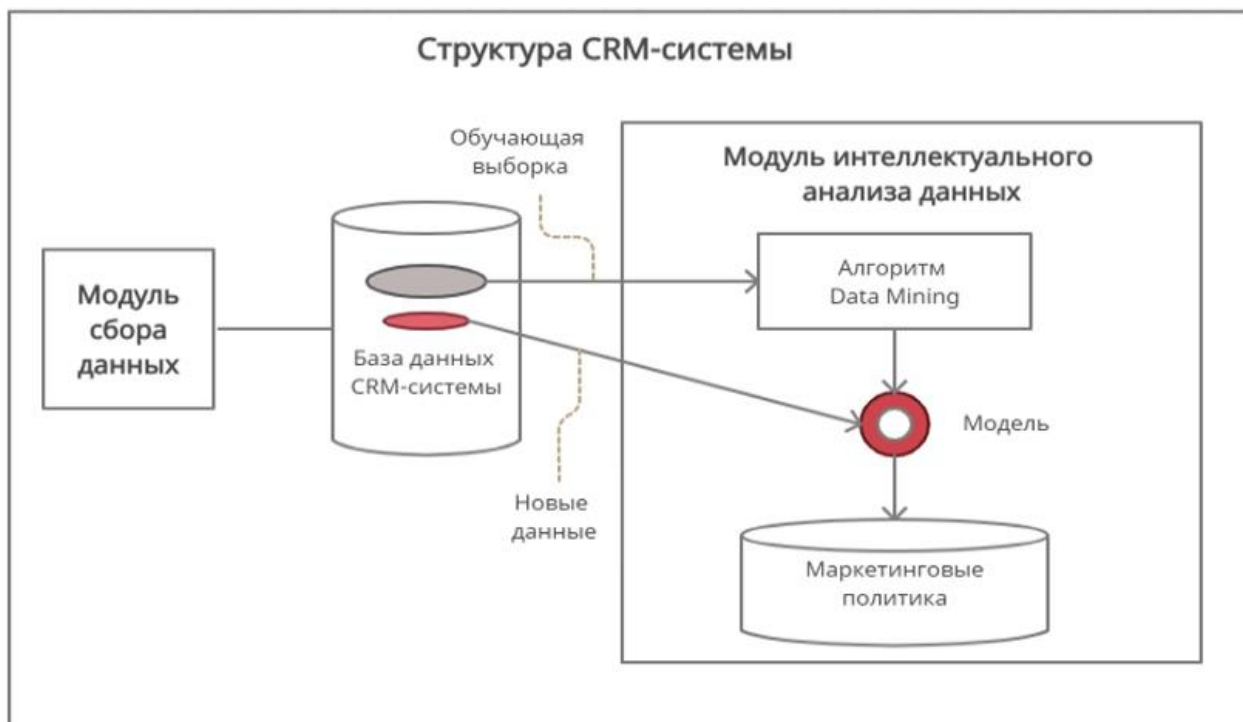 Структура CRM-системы
Обучающая
выборка
Модуль интеллектуального
анализа данных
Модуль
сбора
данных
База данных
CRM-системы
Алгоритм
Data Mining
Модель
Новые
данные
Маркетинговые
политика